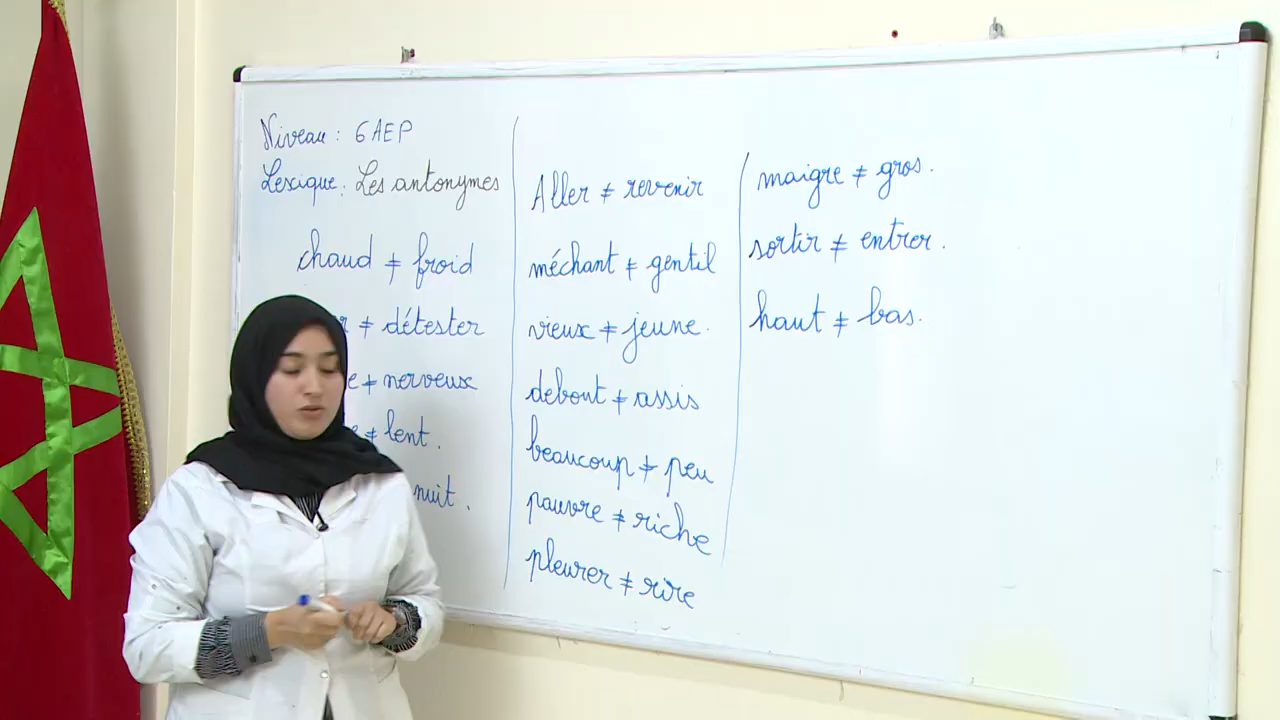 Niveau : 6AEP
Lexique : Les antonymes
chaud ≠ froid
≠ détester
≠ nerveux
≠ lent.
nuit.
Aller ≠ revenir
méchant ≠ gentil
vieux ≠ jeune.
debout ≠ assis
beaucoup ≠ peu
pauvre ≠ riche
pleurer ≠ rire
maigre ≠ gros.
sortir ≠ entrer.
haut ≠ bas.